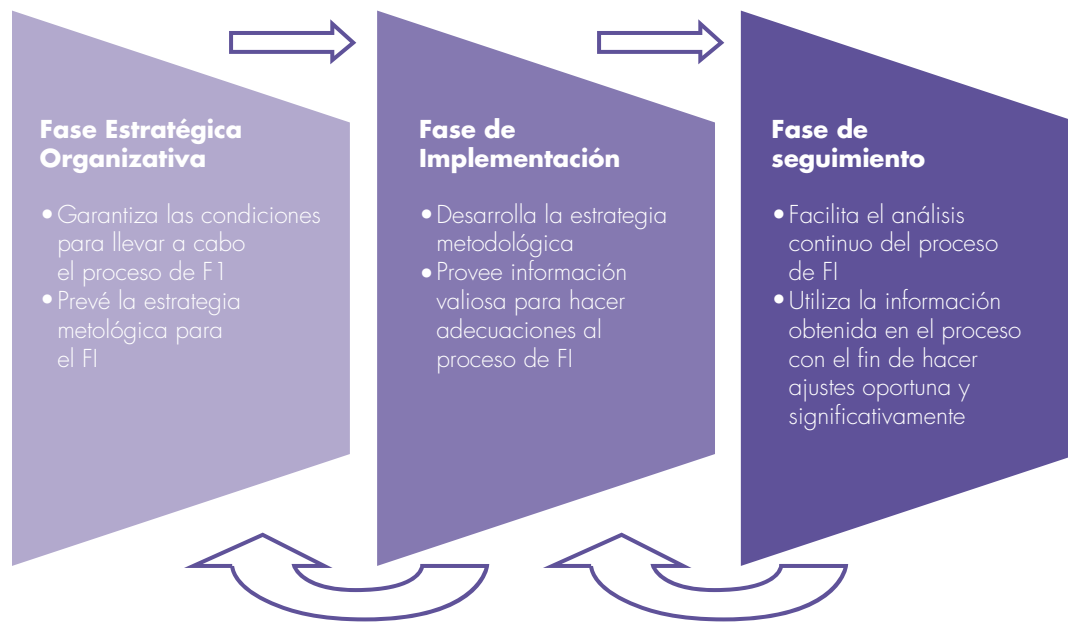 Fase Estratégica
Organizativa
• Garantiza las condiciones
para llevar a cabo
el proceso de F1
• Prevé la estrategia
metológica para
el FI
Fase de
Implementación
• Desarrolla la estrategia
metodológica
• Provee información
valiosa para hacer
adecuaciones al
proceso de FI
Fase de
seguimiento
• Facilita el análisis
continuo del proceso
de FI
• Utiliza la información
obtenida en el proceso
con el fin de hacer
ajustes oportuna y
significativamente